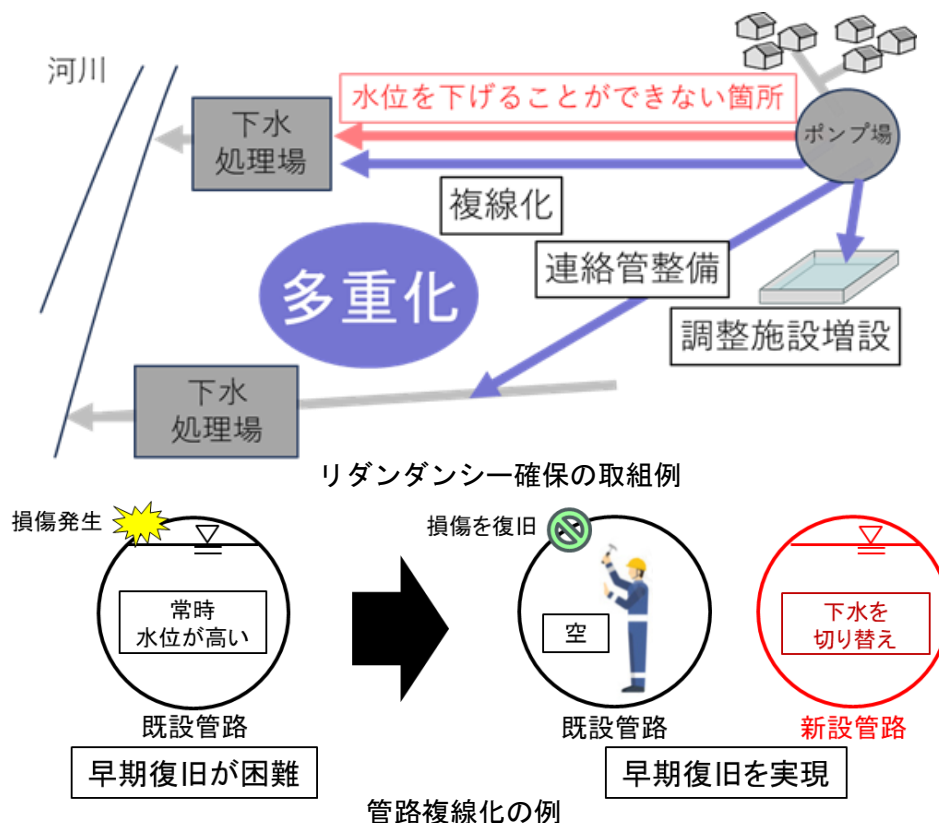 河川
水位を下げることができない箇所
下水
処理場
ポンプ場
複線化
連絡管整備
多重化
調整施設増設
下水
処理場
リダンダンシー確保の取組例
損傷発生
損傷を復旧
常時
水位が高い
空
下水を
切り替え
既設管路
既設管路
新設管路
早期復旧が困難
早期復旧を実現
管路複線化の例